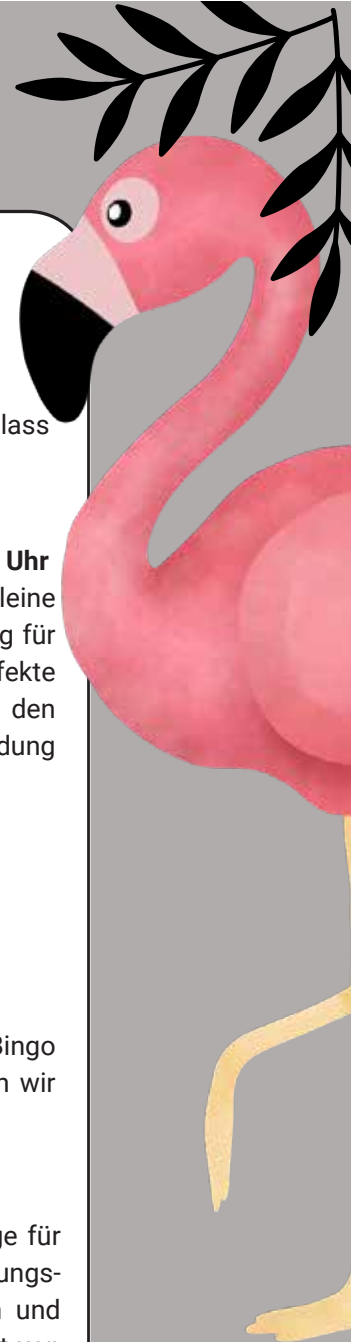 lass
Uhr
leine
g für
fekte
den
dung
Bingo
n wir
ge für
ungs-
und